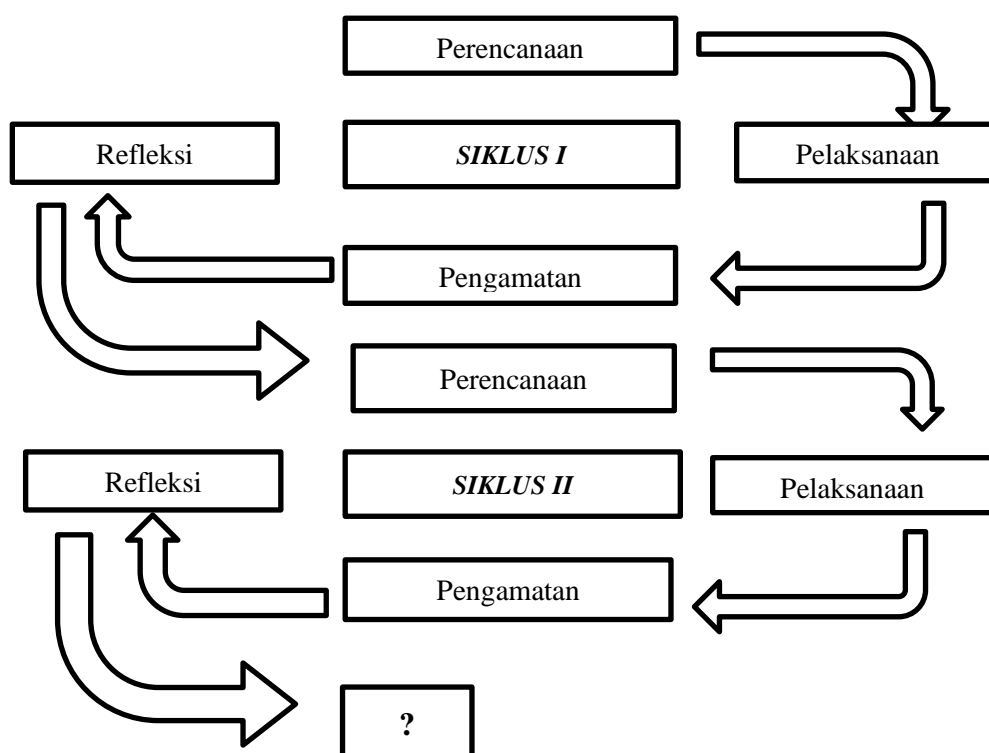 Perencanaan
Refleksi
SIKLUS I
Pelaksanaan
Pengamatan
Perencanaan
Refleksi
SIKLUS II
Pelaksanaan
Pengamatan
?